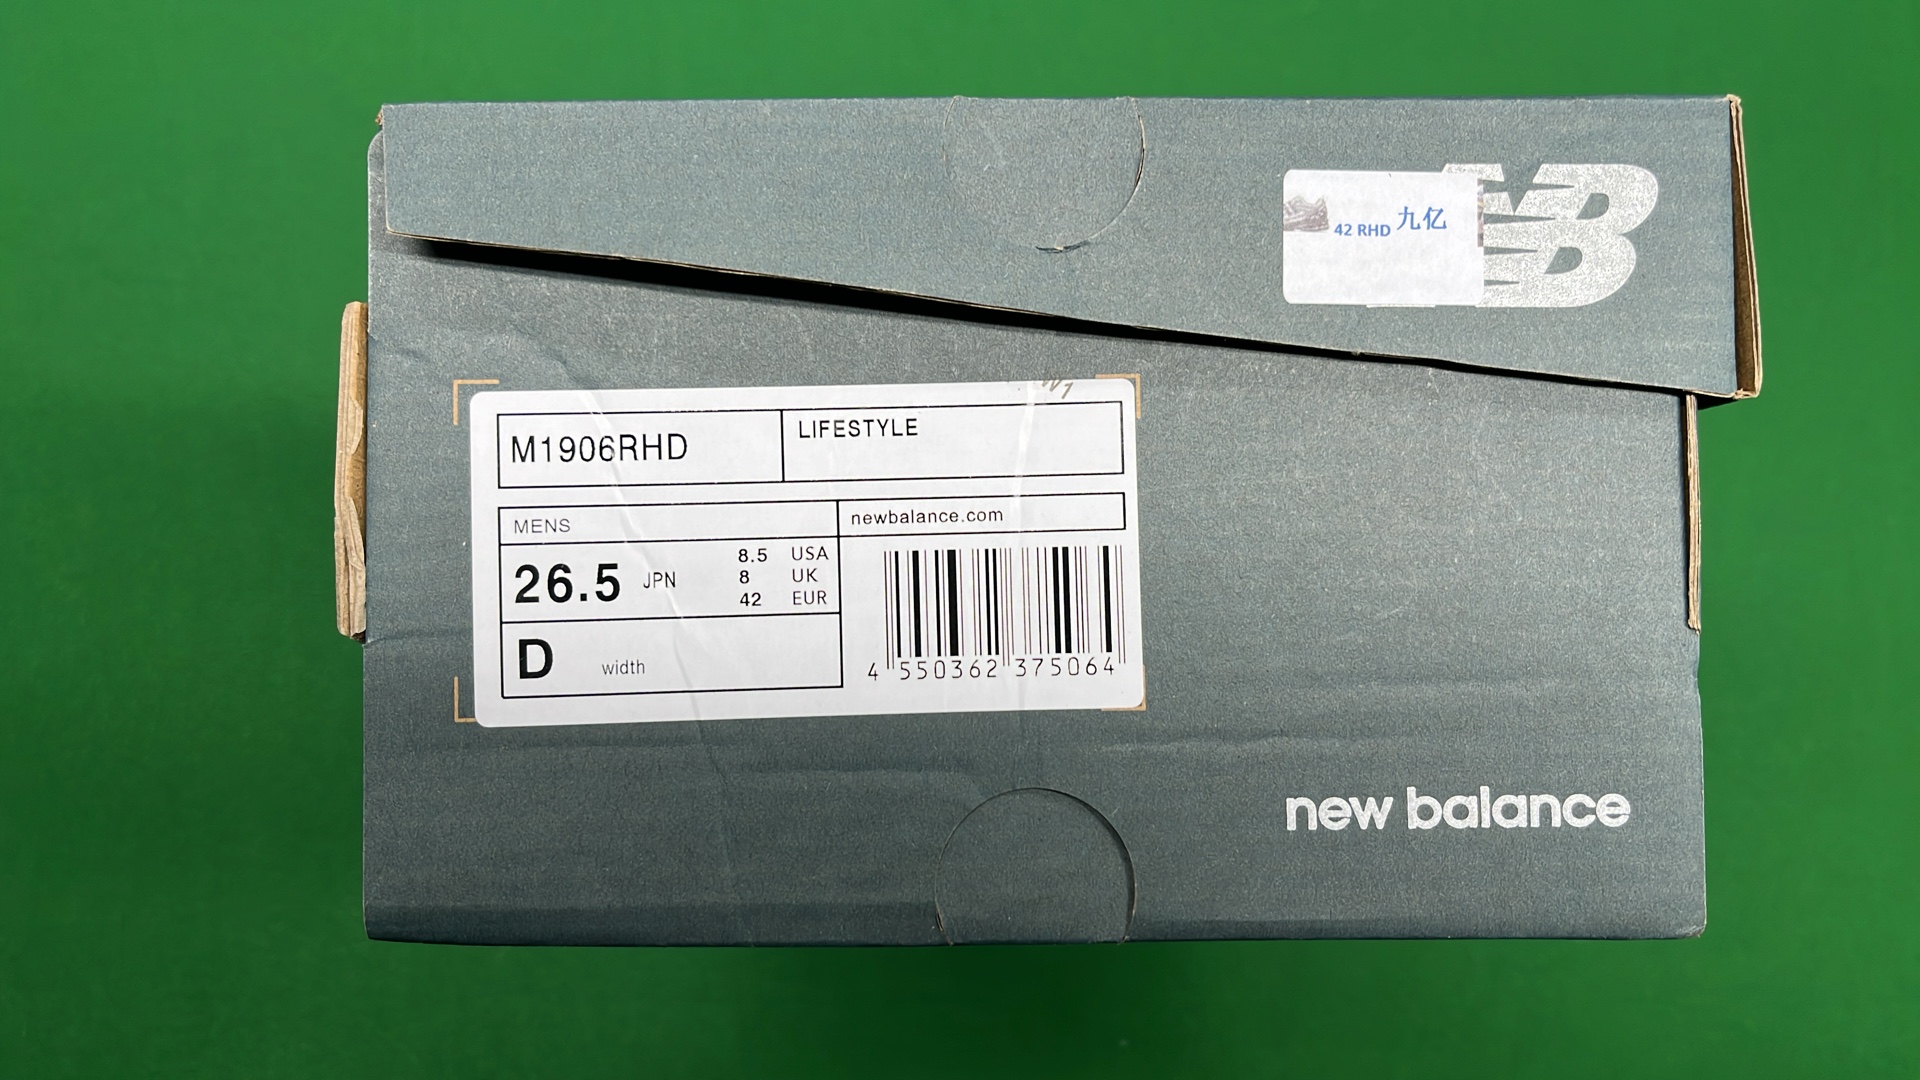 NB
42 RHD 九亿
M1906RHD
LIFESTYLE
MENS
newbalance.com
26.5 JPN
8.5 USA
8 UK
42 EUR
D width
4 550362 375064
new balance